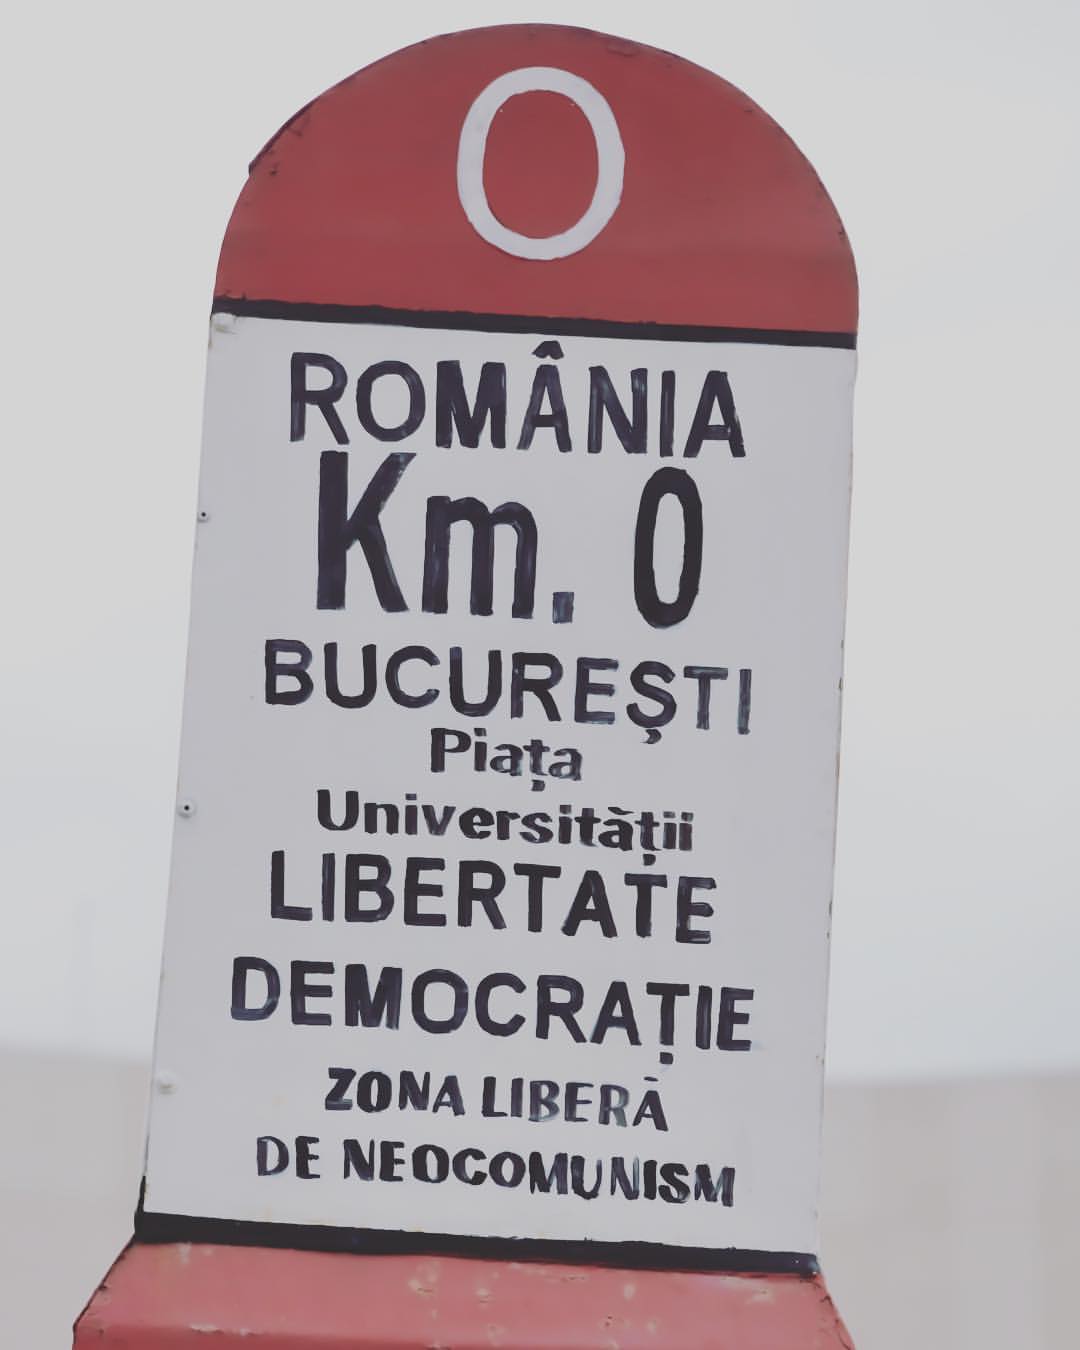 0
ROMÂNIA
Km. 0
BUCUREȘTI
Piața
Universității
LIBERTATE
DEMOCRAȚIE
ZONA LIBERĂ
DE NEOCOMUNISM